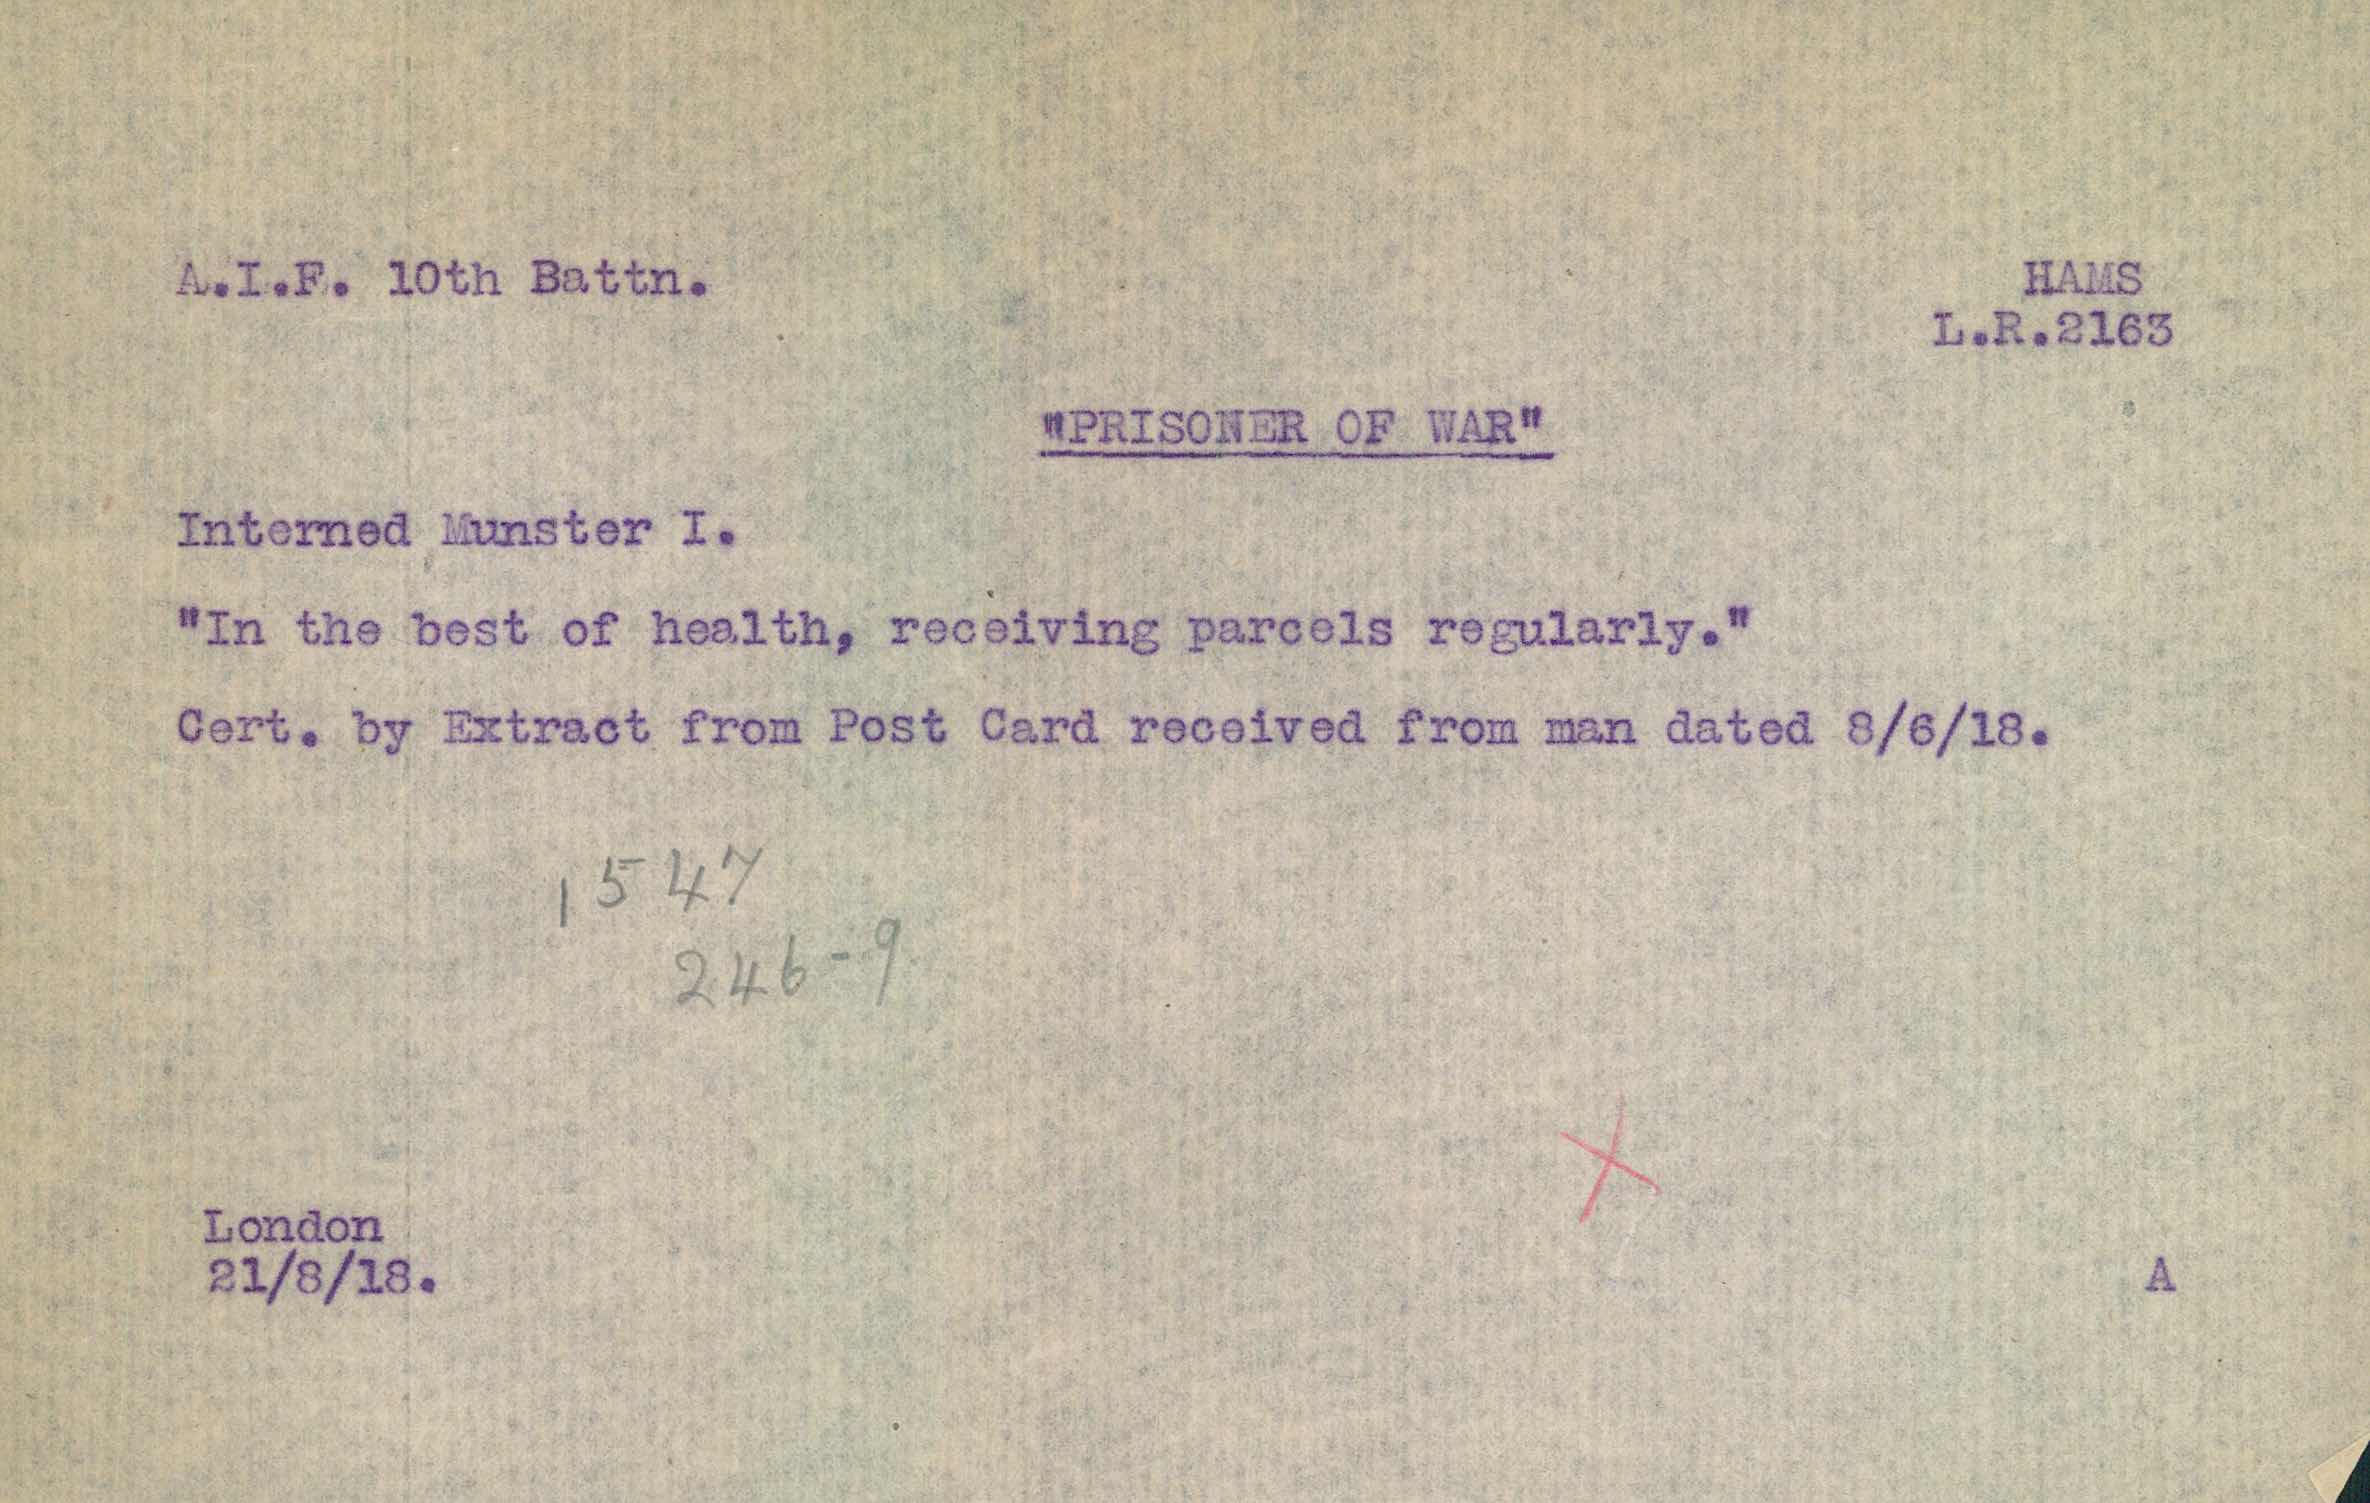 A.I.F. 10th Battn.
HAMS
L.R.2163
"PRISONER OF WAR"
Interned Munster I.
"In the best of health, receiving parcels regularly."
Cert. by Extract from Post Card received from man dated 8/6/18.
1547
246-9
London
21/8/18.
A